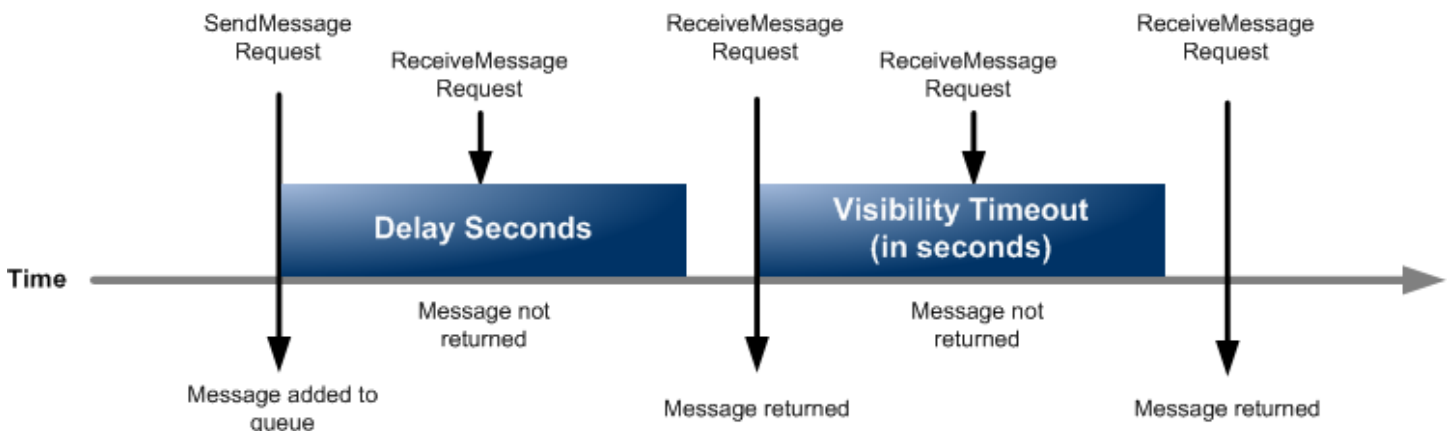 SendMessage
Request
ReceiveMessage
Request
ReceiveMessage
Request
ReceiveMessage
Request
ReceiveMessage
Request
Delay Seconds
Visibility Timeout
(in seconds)
Time
Message not
returned
Message not
returned
Message added to
queue
Message returned
Message returned